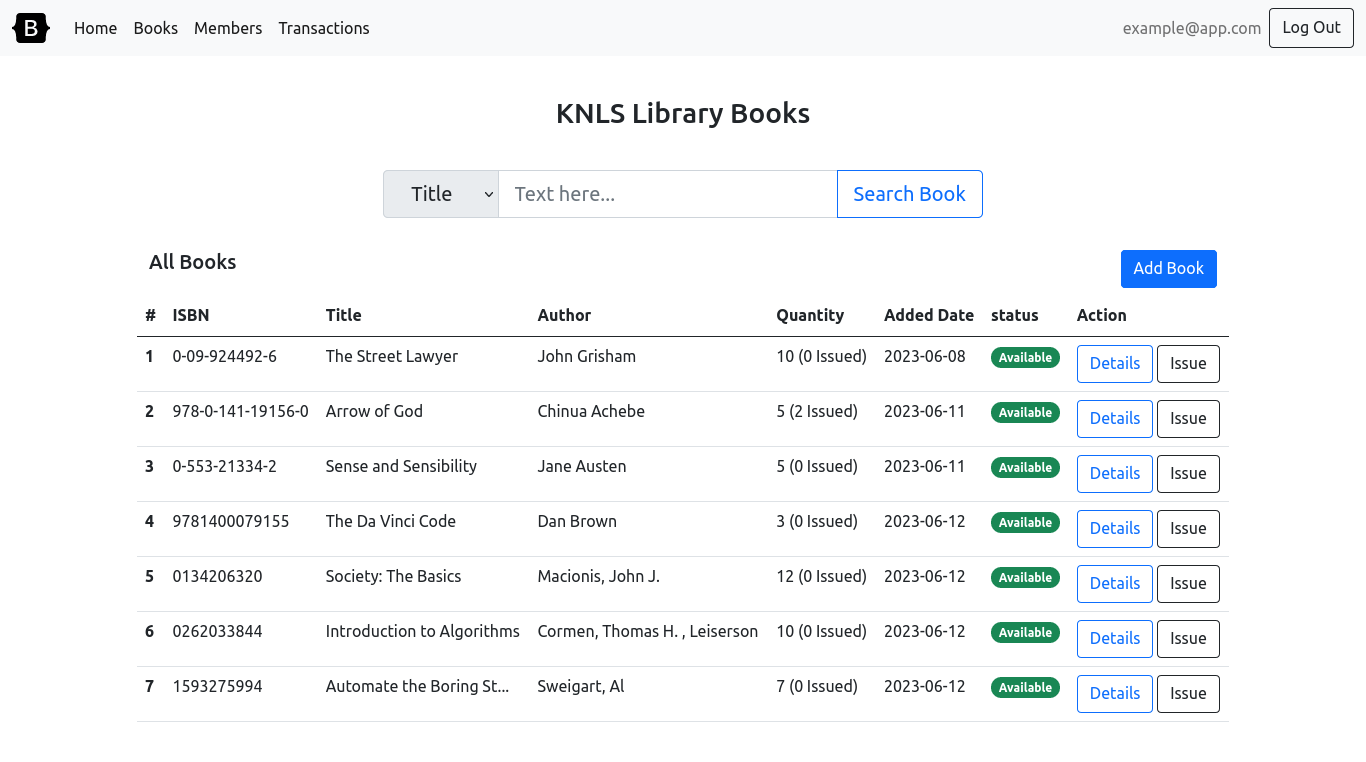 B Home Books Members Transactions example@app.com Log Out
KNLS Library Books
Title Text here... Search Book
All Books Add Book
# ISBN Title Author Quantity Added Date status Action
1 0-09-924492-6 The Street Lawyer John Grisham 10 (0 Issued) 2023-06-08 Available Details Issue
2 978-0-141-19156-0 Arrow of God Chinua Achebe 5 (2 Issued) 2023-06-11 Available Details Issue
3 0-553-21334-2 Sense and Sensibility Jane Austen 5 (0 Issued) 2023-06-11 Available Details Issue
4 9781400079155 The Da Vinci Code Dan Brown 3 (0 Issued) 2023-06-12 Available Details Issue
5 0134206320 Society: The Basics Macionis, John J. 12 (0 Issued) 2023-06-12 Available Details Issue
6 0262033844 Introduction to Algorithms Cormen, Thomas H. , Leiserson 10 (0 Issued) 2023-06-12 Available Details Issue
7 1593275994 Automate the Boring St... Sweigart, Al 7 (0 Issued) 2023-06-12 Available Details Issue